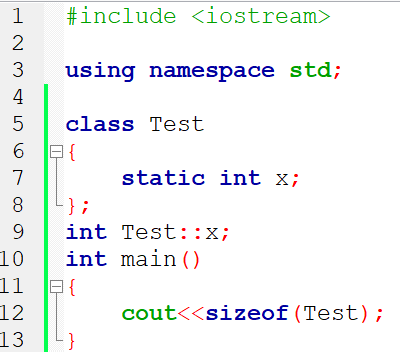 1 #include <iostream>
2
3 using namespace std;
4
5 class Test
6 {
7     static int x;
8 };
9 int Test::x;
10 int main()
11 {
12     cout<<sizeof(Test);
13 }